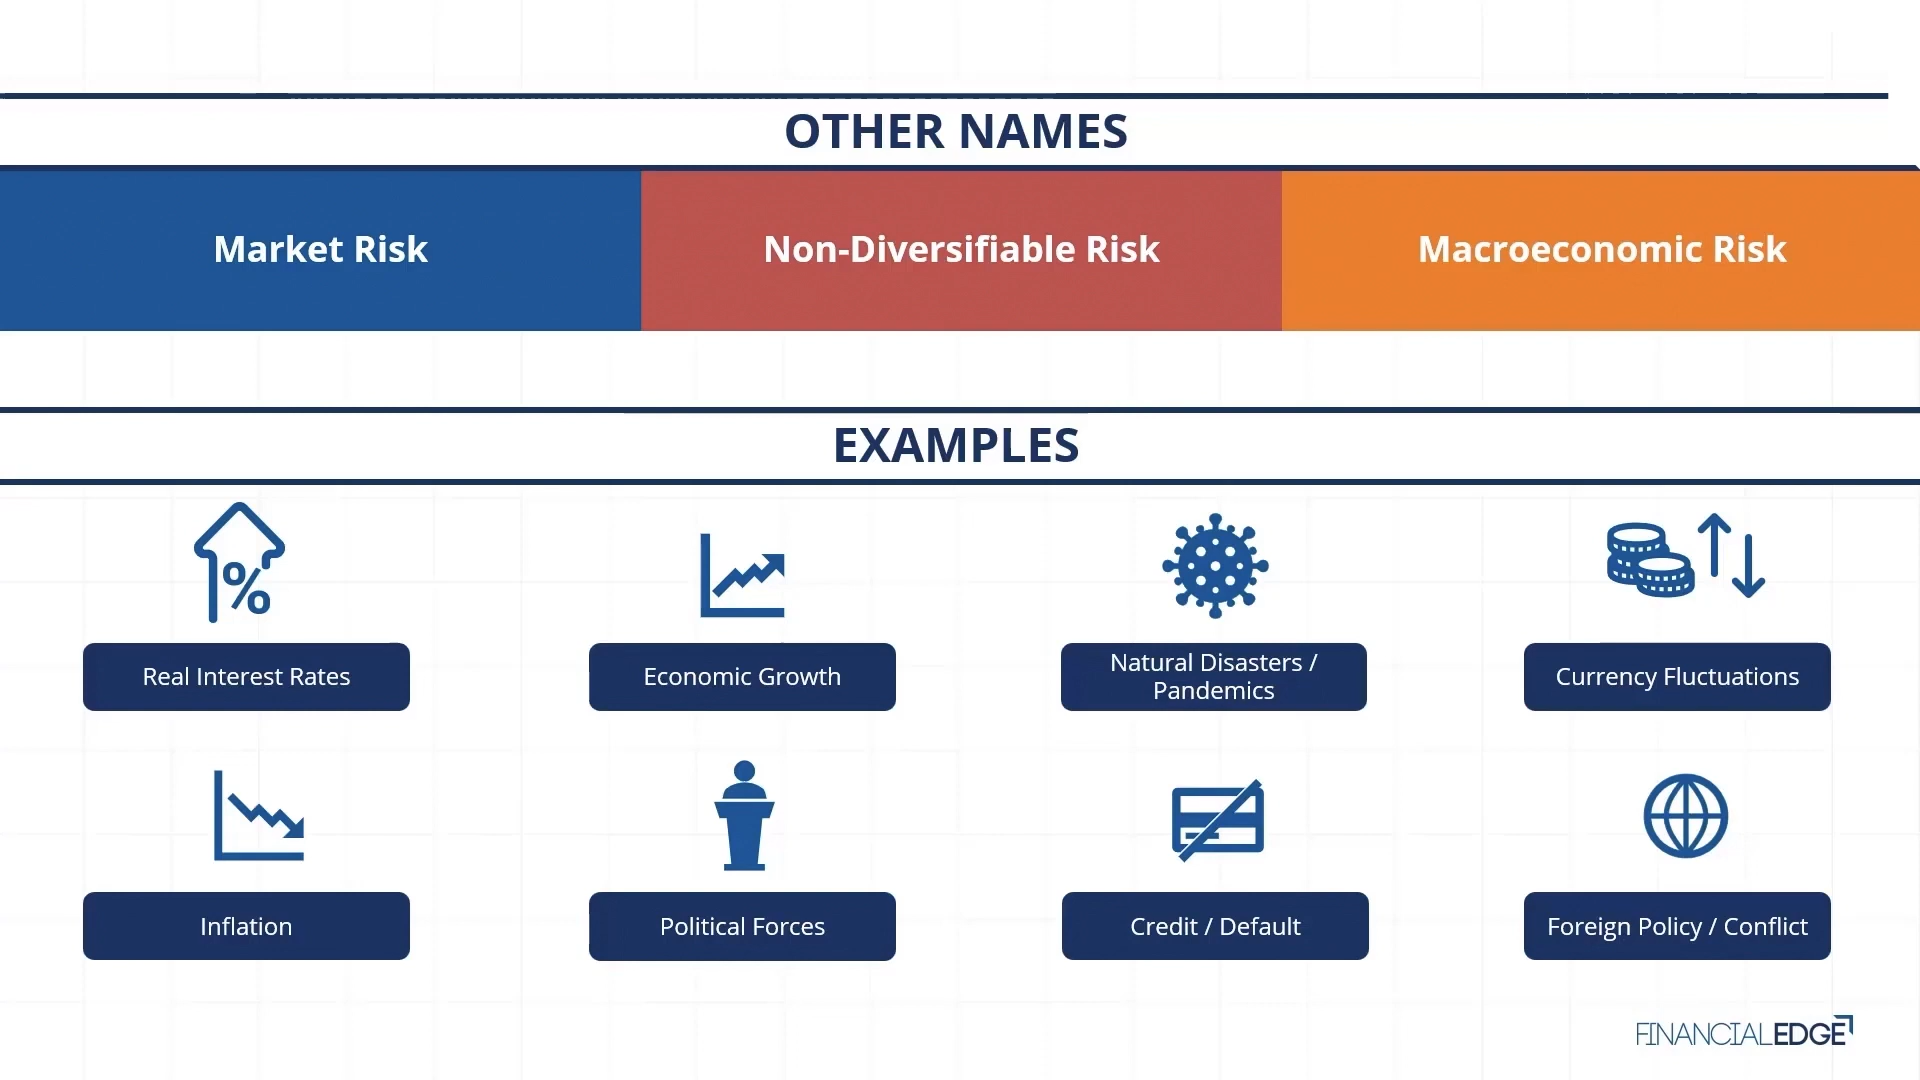 OTHER NAMES
Market Risk
Non-Diversifiable Risk
Macroeconomic Risk
EXAMPLES
%
Real Interest Rates
Economic Growth
Natural Disasters /
Pandemics
Currency Fluctuations
Inflation
Political Forces
Credit / Default
Foreign Policy / Conflict
FINANCIALEDGE